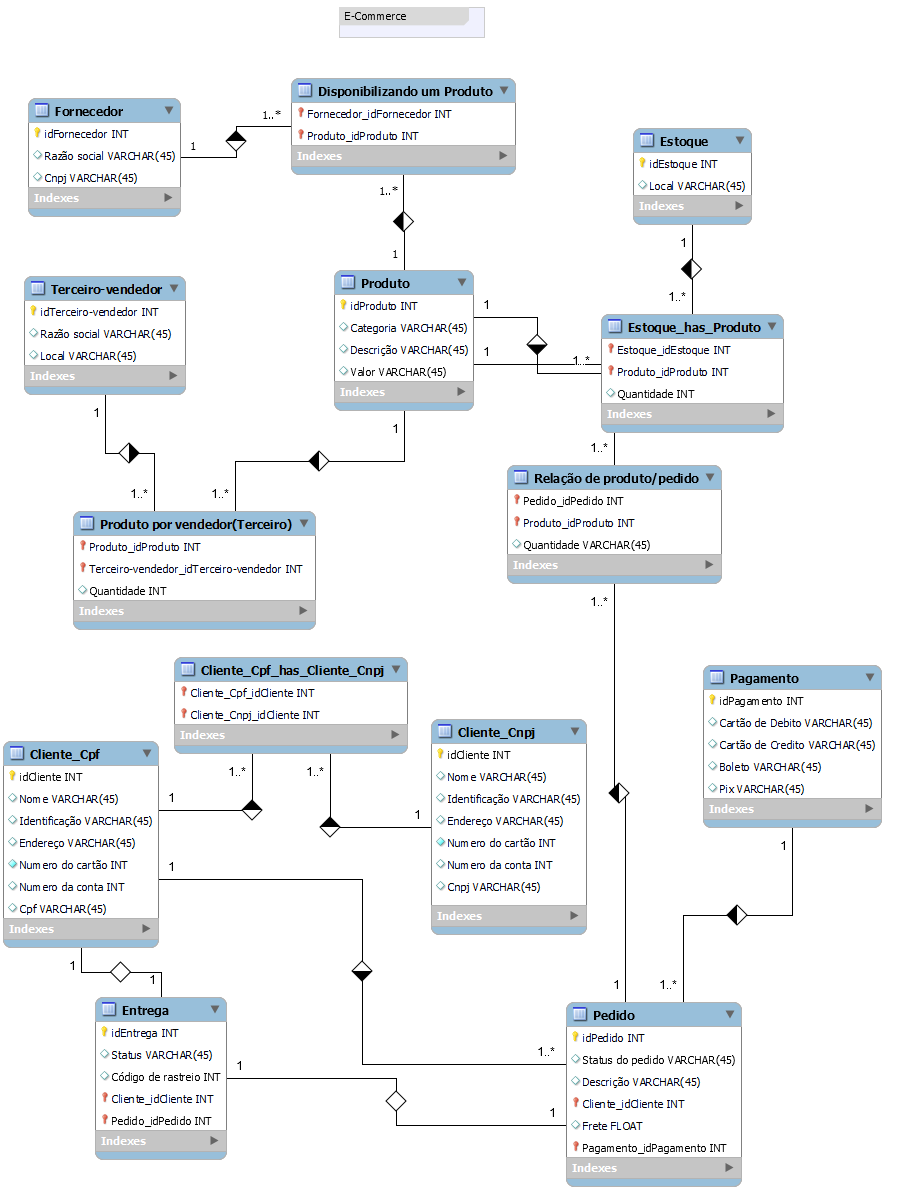 E-Commerce
Fornecedor
idFornecedor INT
Razão social VARCHAR(45)
Cnpj VARCHAR(45)
Indexes
1
1..*
Disponibilizando um Produto
Fornecedor_idFornecedor INT
Produto_idProduto INT
Indexes
1..*
1
Estoque
idEstoque INT
Local VARCHAR(45)
Indexes
1
1..*
Terceiro-vendedor
idTerceiro-vendedor INT
Razão social VARCHAR(45)
Local VARCHAR(45)
Indexes
1
1..*
Produto
idProduto INT
Categoria VARCHAR(45)
Descrição VARCHAR(45)
Valor VARCHAR(45)
Indexes
1
1
1..*
1
1..*
Estoque_has_Produto
Estoque_idEstoque INT
Produto_idProduto INT
Quantidade INT
Indexes
1..*
Relação de produto/pedido
Pedido_idPedido INT
Produto_idProduto INT
Quantidade VARCHAR(45)
Indexes
1..*
1
Produto por vendedor(Terceiro)
Produto_idProduto INT
Terceiro-vendedor_idTerceiro-vendedor INT
Quantidade INT
Indexes
Cliente_Cpf_has_Cliente_Cnpj
Cliente_Cpf_idCliente INT
Cliente_Cnpj_idCliente INT
Indexes
1..*
1..*
Pagamento
idPagamento INT
Cartão de Debito VARCHAR(45)
Cartão de Credito VARCHAR(45)
Boleto VARCHAR(45)
Pix VARCHAR(45)
Indexes
1
1..*
Cliente_Cnpj
idCliente INT
Nome VARCHAR(45)
Identificação VARCHAR(45)
Endereço VARCHAR(45)
Numero do cartão INT
Numero da conta INT
Cnpj VARCHAR(45)
Indexes
1
Cliente_Cpf
idCliente INT
Nome VARCHAR(45)
Identificação VARCHAR(45)
Endereço VARCHAR(45)
Numero do cartão INT
Numero da conta INT
Cpf VARCHAR(45)
Indexes
1
1
1..*
1
1
Entrega
idEntrega INT
Status VARCHAR(45)
Código de rastreio INT
Cliente_idCliente INT
Pedido_idPedido INT
Indexes
1
1
Pedido
idPedido INT
Status do pedido VARCHAR(45)
Descrição VARCHAR(45)
Cliente_idCliente INT
Frete FLOAT
Pagamento_idPagamento INT
Indexes